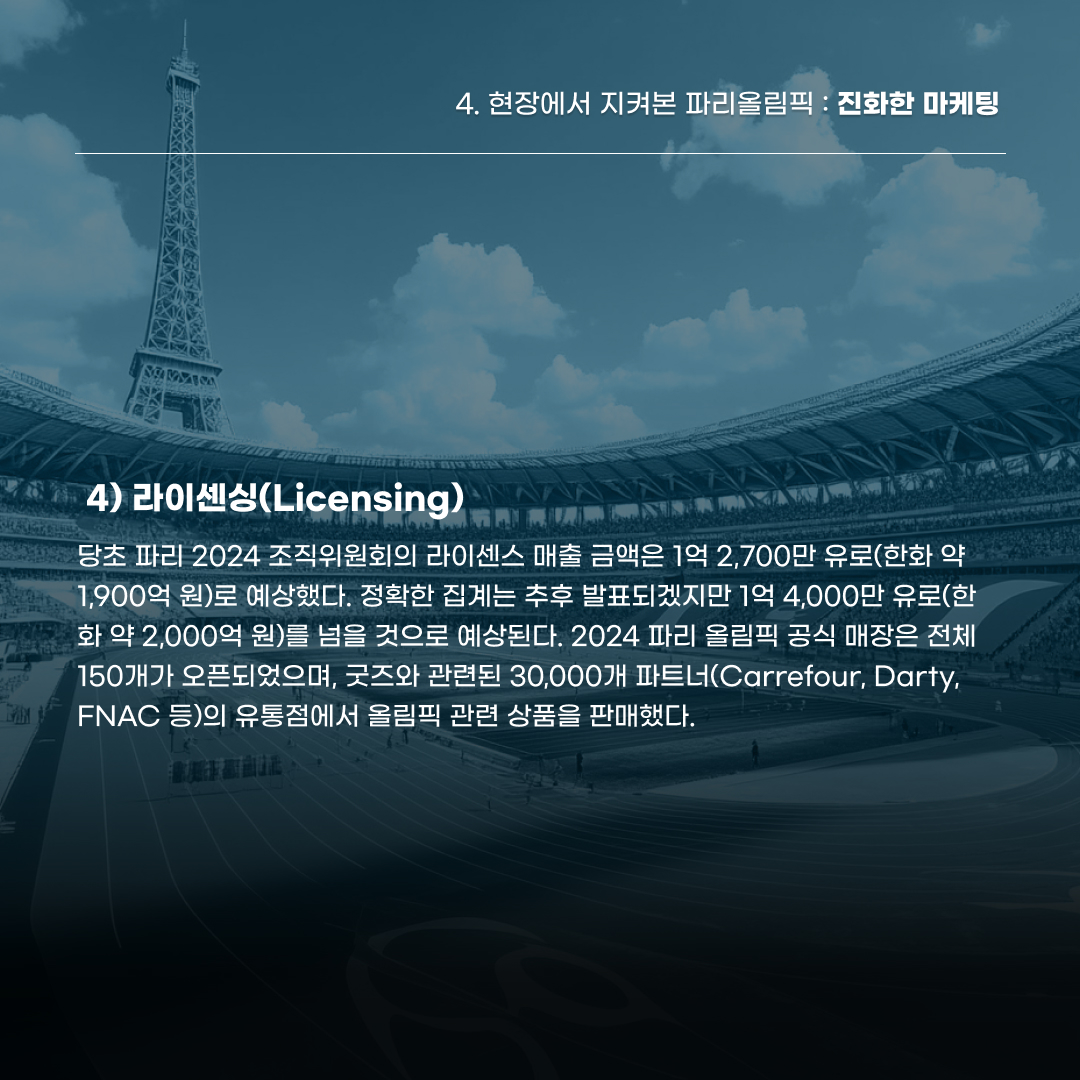 4. 현장에서 지켜본 파리올림픽 : 진화한 마케팅
4) 라이센싱(Licensing)
당초 파리 2024 조직위원회의 라이센스 매출 금액은 1억 2,700만 유로(한화 약
1,900억 원)로 예상했다. 정확한 집계는 추후 발표되겠지만 1억 4,000만 유로(한
화 약 2,000억 원)를 넘을 것으로 예상된다. 2024 파리 올림픽 공식 매장은 전체
150개가 오픈되었으며, 굿즈와 관련된 30,000개 파트너(Carrefour, Darty,
FNAC 등)의 유통점에서 올림픽 관련 상품을 판매했다.